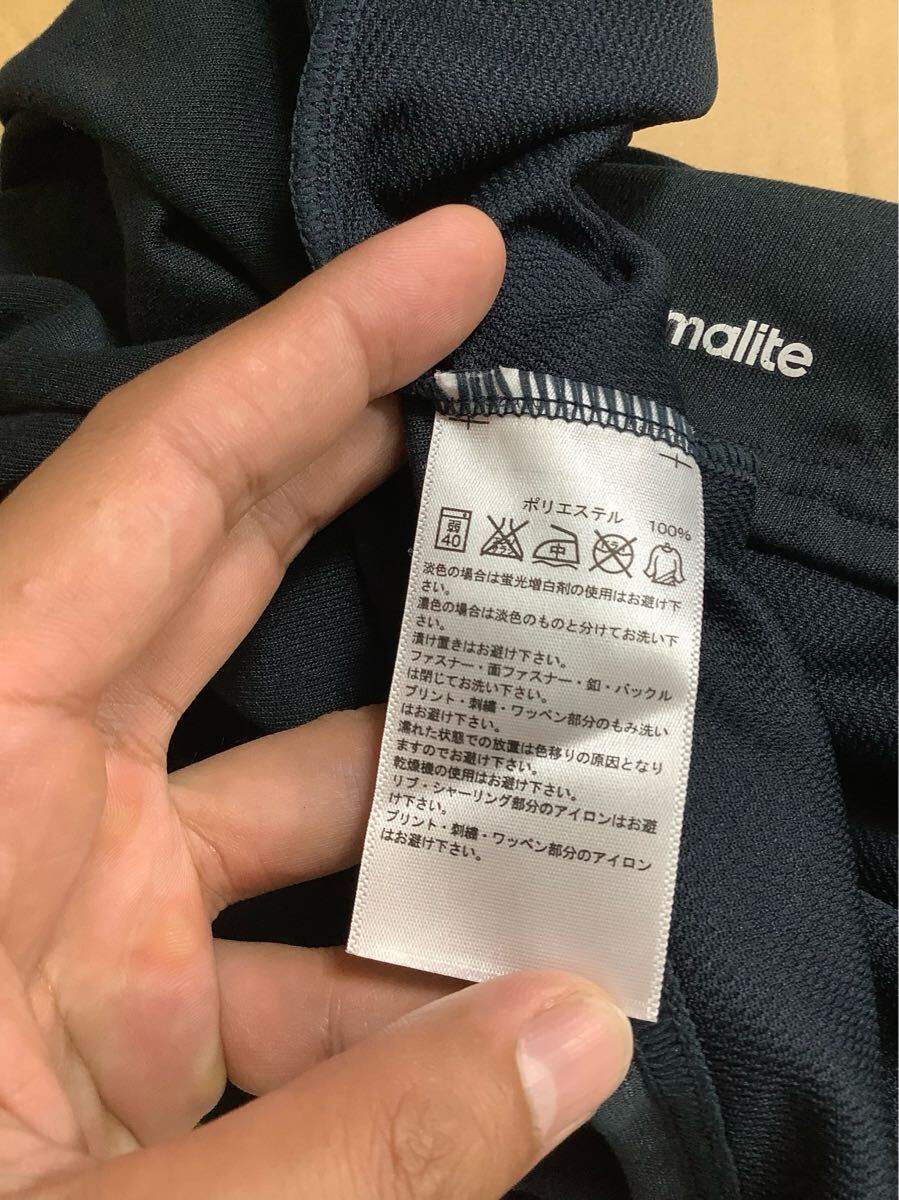 malite
ポリエステル 100%
弱
40
エンソ
サラシ
中
淡色の場合は蛍光増白剤の使用はお避け下
さい。
濃色の場合は淡色のものと分けてお洗い下
さい。
漬け置きはお避け下さい。
ファスナー・面ファスナー・釦・バックル
は閉じてお洗い下さい。
プリント・刺繍・ワッペン部分のもみ洗い
はお避け下さい。
濡れた状態での放置は色移りの原因となり
ますのでお避け下さい。
乾燥機の使用はお避け下さい。
リブ・シャーリング部分のアイロンはお避
け下さい。
プリント・刺繍・ワッペン部分のアイロン
はお避け下さい。